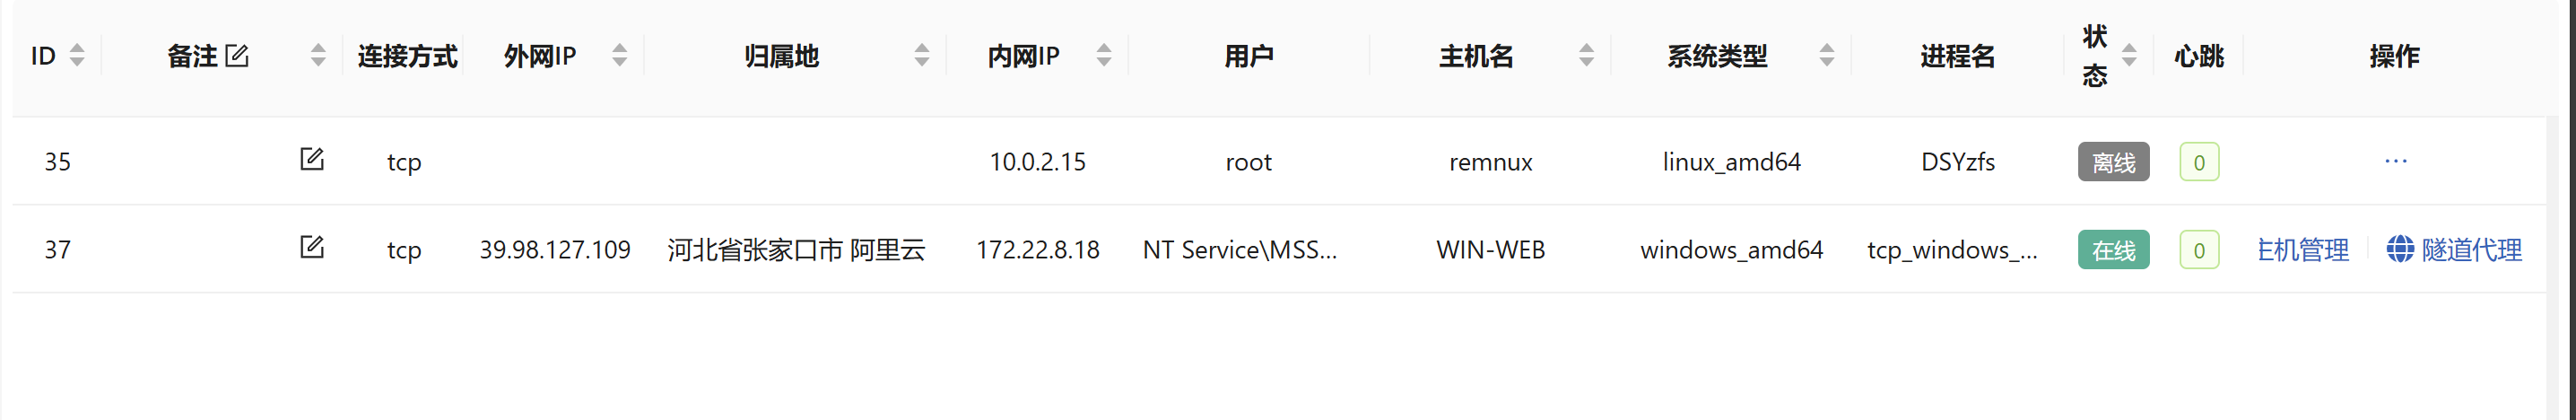 ID 备注 连接方式 外网IP 归属地 内网IP 用户 主机名 系统类型 进程名 状态 心跳 操作
35 tcp 10.0.2.15 root remnux linux_amd64 DSYzfs 离线 0 ...
37 tcp 39.98.127.109 河北省张家口市 阿里云 172.22.8.18 NT Service\MSS... WIN-WEB windows_amd64 tcp_windows_... 在线 0 机管理 隧道代理